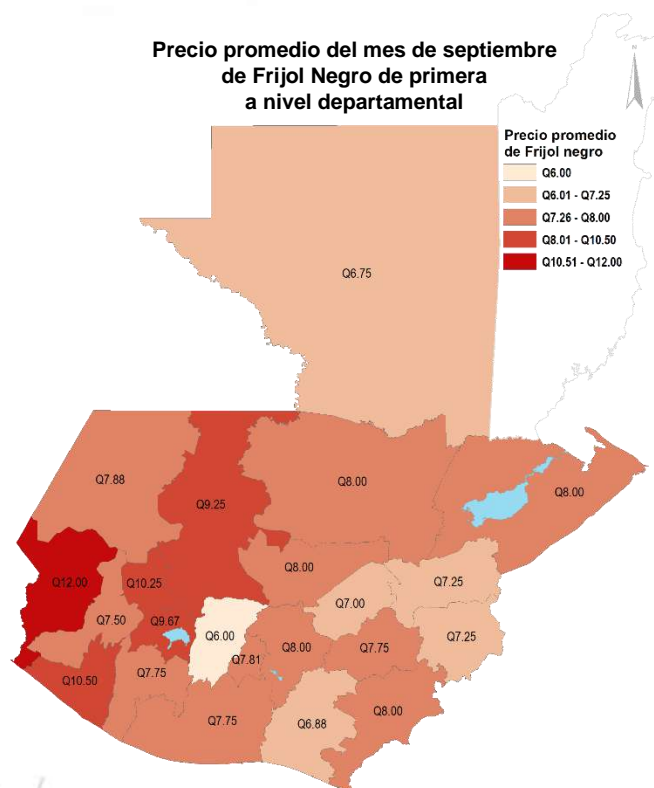 Precio promedio del mes de septiembre
de Frijol Negro de primera
a nivel departamental
N
Precio promedio
de Frijol negro
Q6.00
Q6.01 - Q7.25
Q7.26 - Q8.00
Q8.01 - Q10.50
Q10.51 - Q12.00
Q6.75
Q7.88
Q9.25
Q8.00
Q8.00
Q12.00
Q10.25
Q8.00
Q7.25
Q7.50
Q9.67
Q6.00
Q7.00
Q7.25
Q7.81
Q8.00
Q7.75
Q10.50
Q7.75
Q7.75
Q6.88
Q8.00